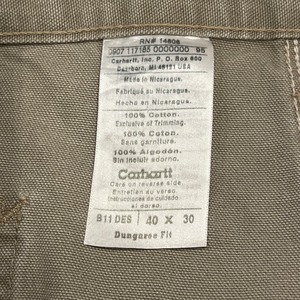 RN# 14806
0907 117185 0000000 96
Carhartt, Inc. P.O. Box 600
Dearborn, MI 48121 USA
Made in Nicaragua.
Fabriqué au Nicaragua.
Hecho en Nicaragua.
100% Cotton.
Exclusive of Trimming.
100% Coton.
Sans garniture.
100% Algodón.
Sin incluir adorno.
Carhartt
Care on reverse side
Entretien au verso.
Instrucciones de cuidado
al dorso.
B11 DES 40 X 30
Dungaree Fit